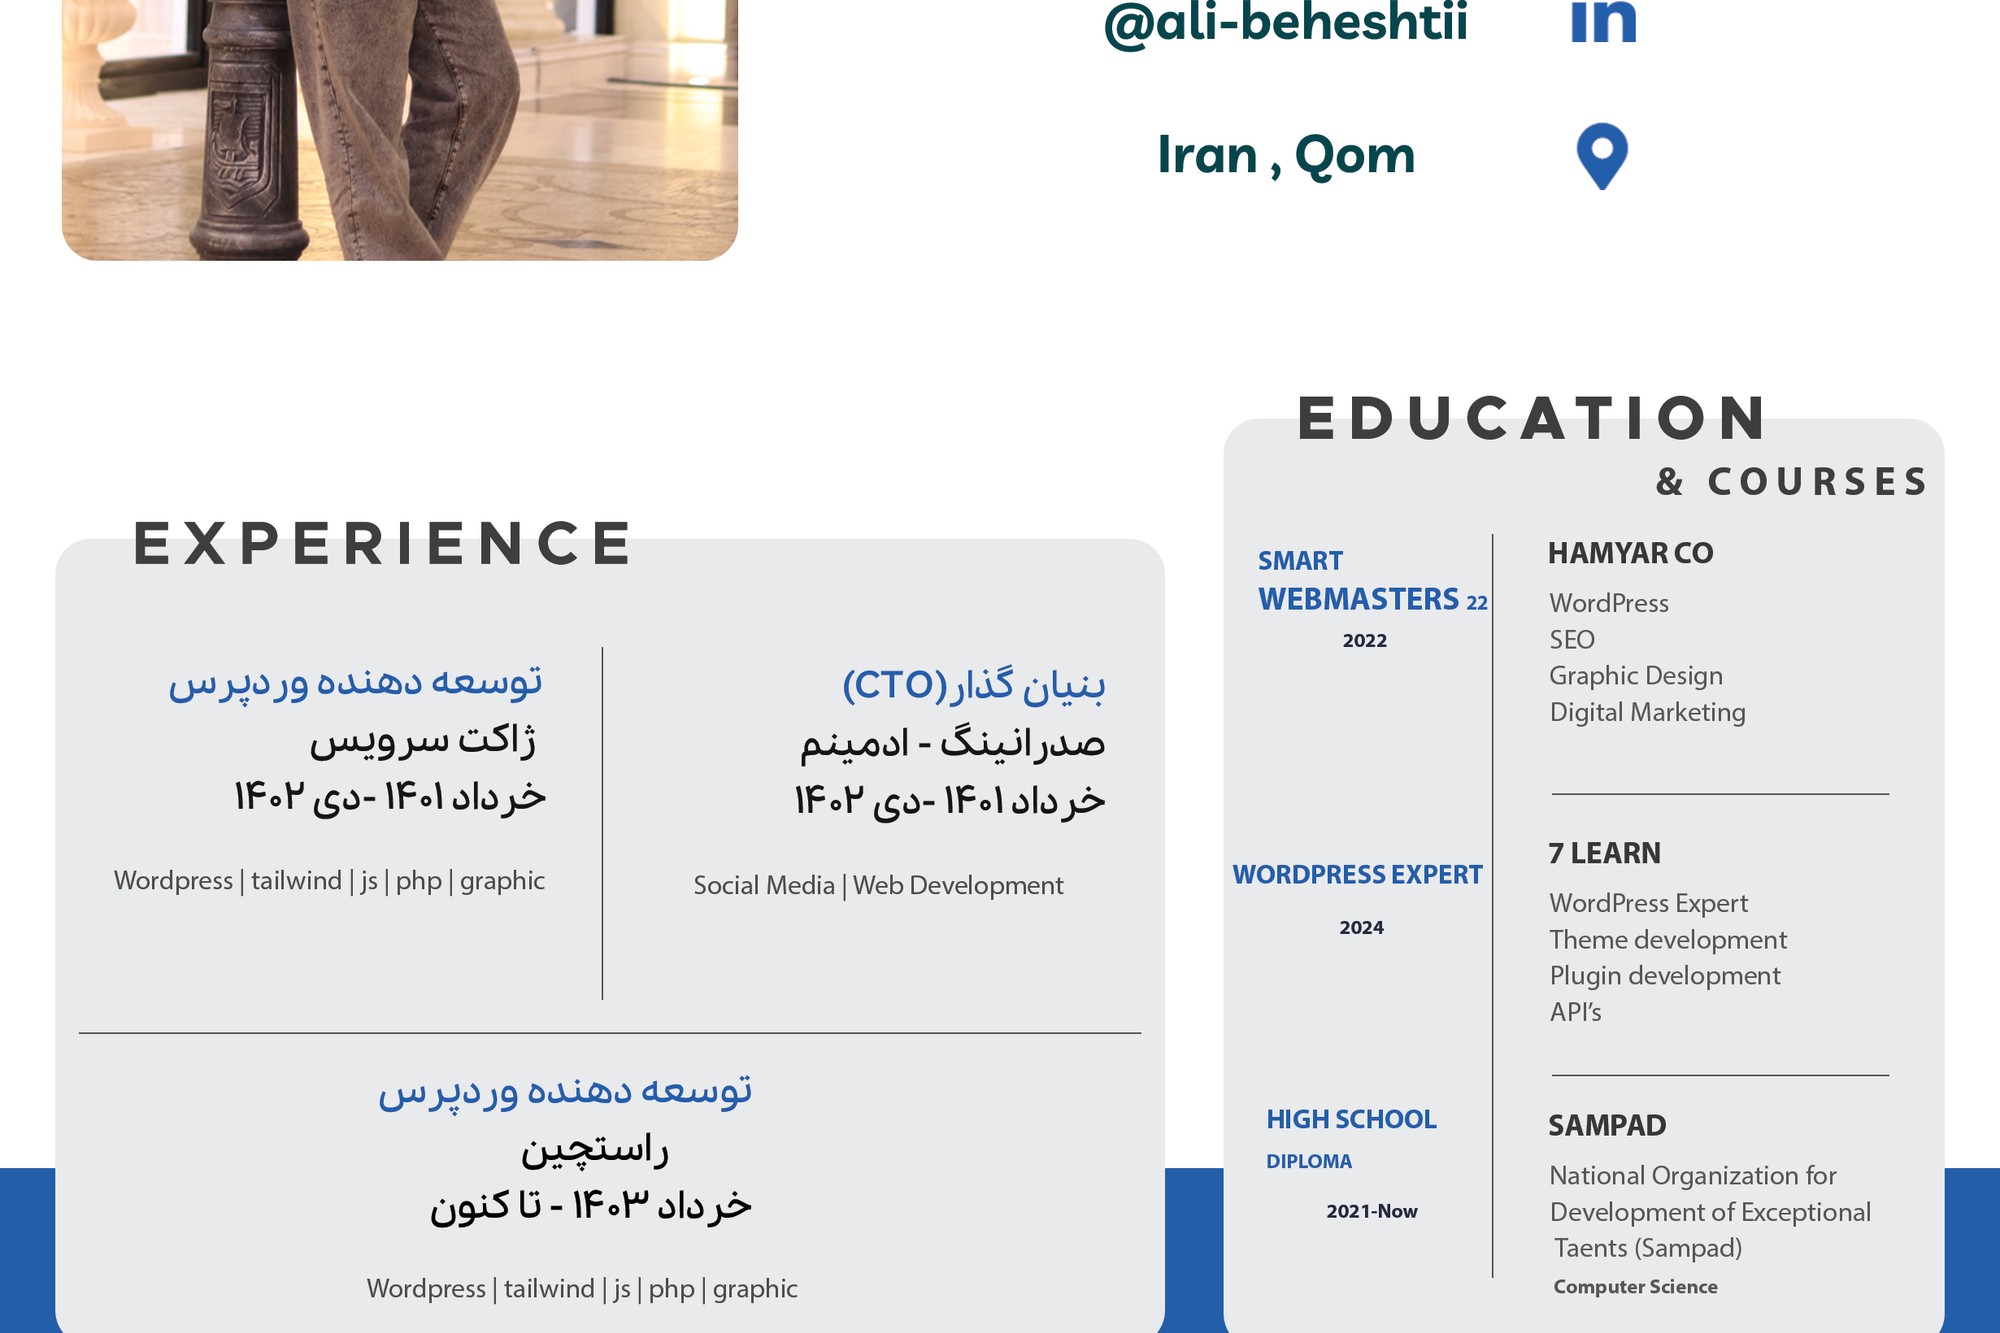 @ali-beheshtii
in
Iran , Qom
EXPERIENCE
توسعه دهنده وردپرس
ژاکت سرویس
خرداد ۱۴۰۱ -دی ۱۴۰۲
Wordpress | tailwind | js | php | graphic
بنیان گذار(CTO)
صدرانینگ - ادمینم
خرداد ۱۴۰۱ -دی ۱۴۰۲
Social Media | Web Development
توسعه دهنده وردپرس
راستچین
خرداد ۱۴۰۳ - تا کنون
Wordpress | tailwind | js | php | graphic
EDUCATION
& COURSES
SMART
WEBMASTERS 22
2022
HAMYAR CO
WordPress
SEO
Graphic Design
Digital Marketing
WORDPRESS EXPERT
2024
7 LEARN
WordPress Expert
Theme development
Plugin development
API’s
HIGH SCHOOL
DIPLOMA
2021-Now
SAMPAD
National Organization for
Development of Exceptional
Taents (Sampad)
Computer Science